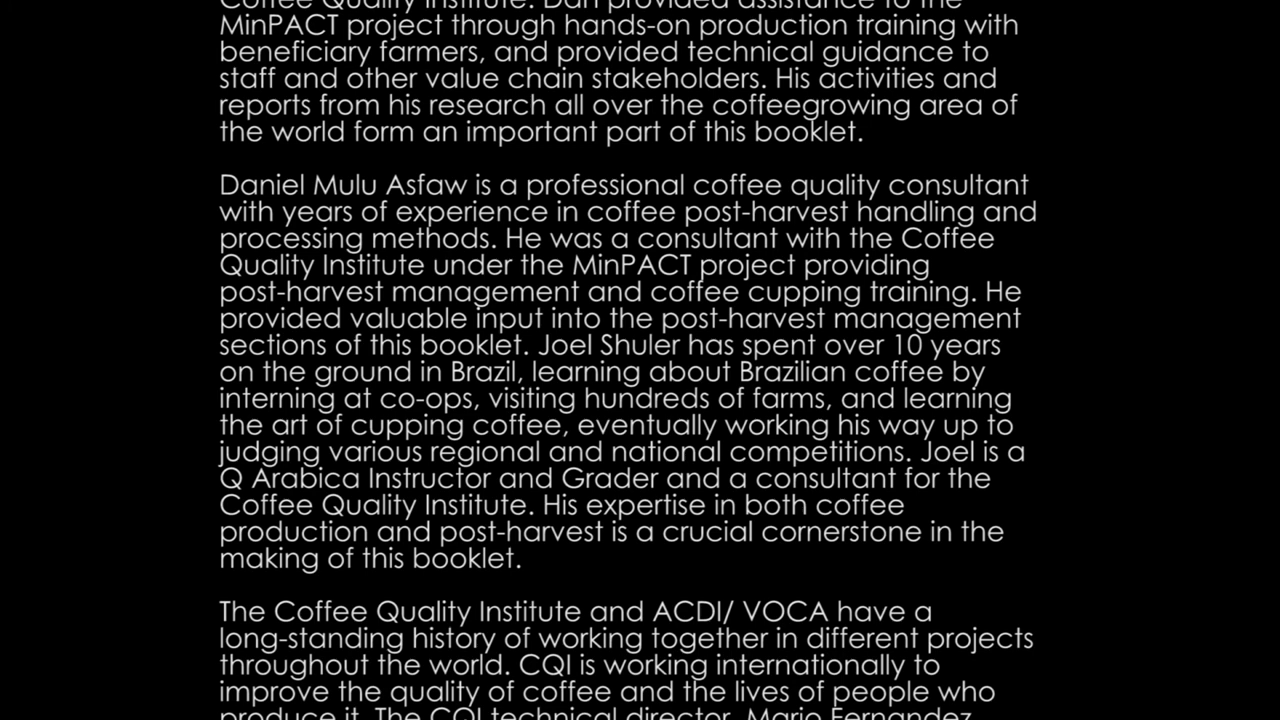 Coffee Quality Institute. Dan provided assistance to the
MinPACT project through hands-on production training with
beneficiary farmers, and provided technical guidance to
staff and other value chain stakeholders. His activities and
reports from his research all over the coffeegrowing area of
the world form an important part of this booklet.
Daniel Mulu Asfaw is a professional coffee quality consultant
with years of experience in coffee post-harvest handling and
processing methods. He was a consultant with the Coffee
Quality Institute under the MinPACT project providing
post-harvest management and coffee cupping training. He
provided valuable input into the post-harvest management
sections of this booklet. Joel Shuler has spent over 10 years
on the ground in Brazil, learning about Brazilian coffee by
interning at co-ops, visiting hundreds of farms, and learning
the art of cupping coffee, eventually working his way up to
judging various regional and national competitions. Joel is a
Q Arabica Instructor and Grader and a consultant for the
Coffee Quality Institute. His expertise in both coffee
production and post-harvest is a crucial cornerstone in the
making of this booklet.
The Coffee Quality Institute and ACDI/ VOCA have a
long-standing history of working together in different projects
throughout the world. CQI is working internationally to
improve the quality of coffee and the lives of people who
produce it. The CQI technical director, Mario Fernandez